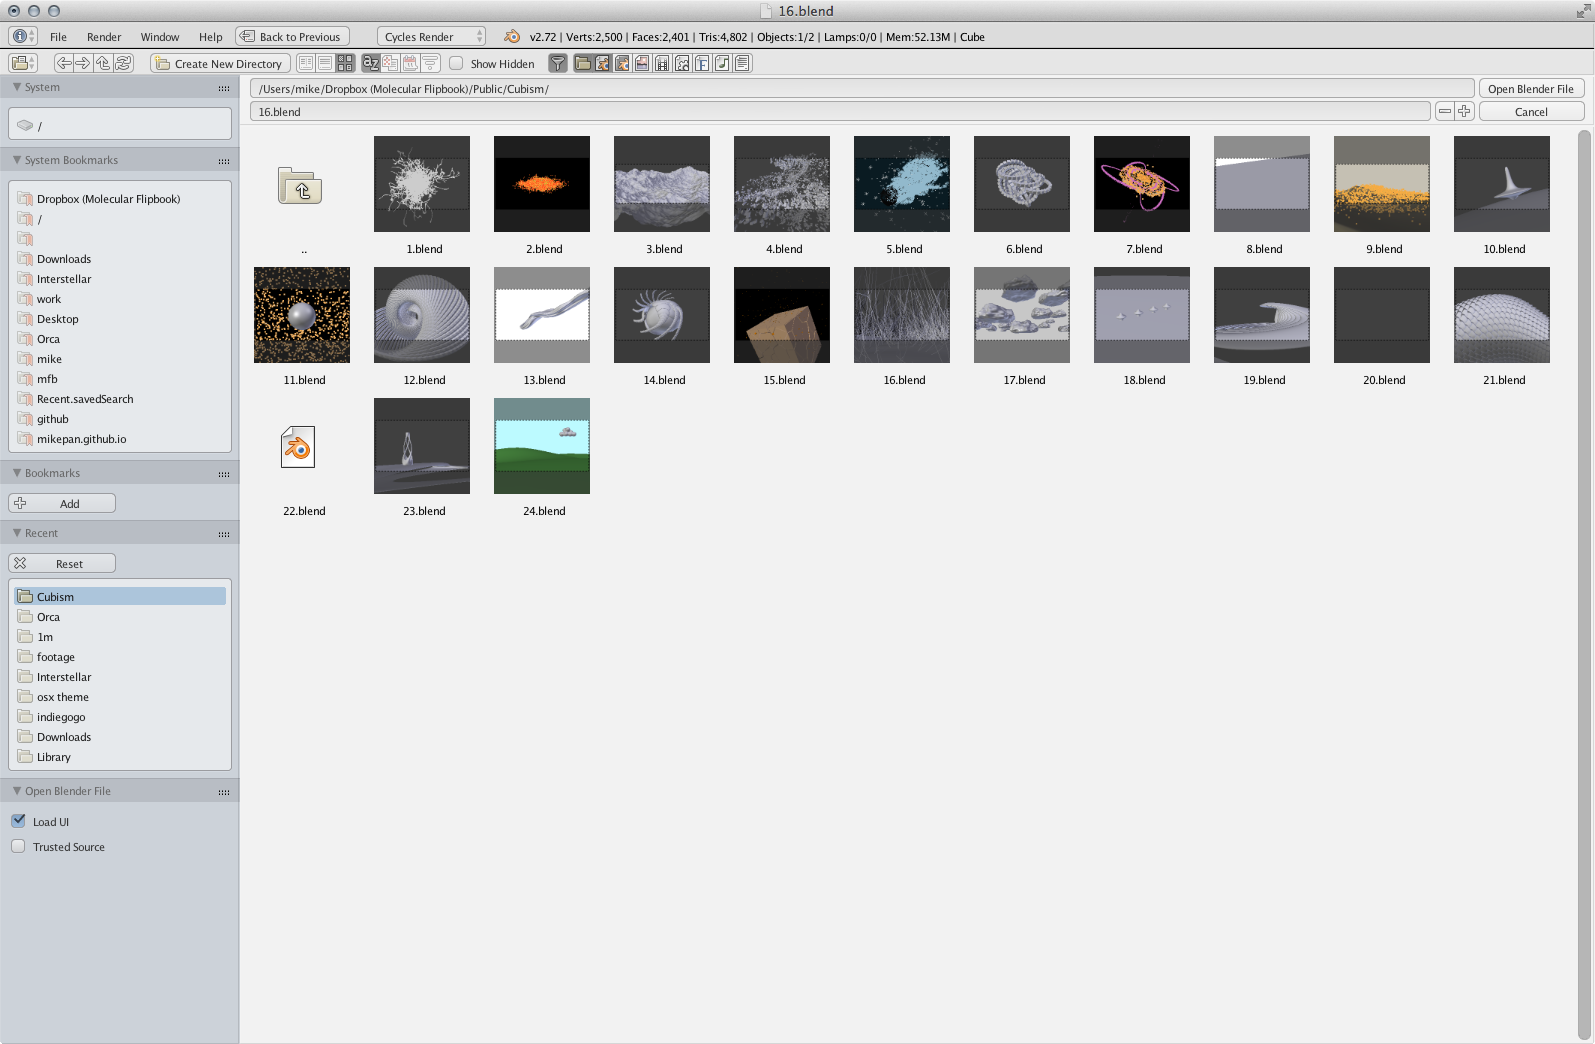 16.blend
File Render Window Help Back to Previous Cycles Render v2.72 | Verts:2,500 | Faces:2,401 | Tris:4,802 | Objects:1/2 | Lamps:0/0 | Mem:52.13M | Cube
Create New Directory Show Hidden
System
/
System Bookmarks
Dropbox (Molecular Flipbook)
/
Downloads
Interstellar
work
Desktop
Orca
mike
mfb
Recent.savedSearch
github
mikepan.github.io
Bookmarks
Add
Recent
Reset
Cubism
Orca
1m
footage
Interstellar
osx theme
indiegogo
Downloads
Library
Open Blender File
Load UI
Trusted Source
/Users/mike/Dropbox (Molecular Flipbook)/Public/Cubism/ Open Blender File
16.blend Cancel
.. 1.blend 2.blend 3.blend 4.blend 5.blend 6.blend 7.blend 8.blend 9.blend 10.blend
11.blend 12.blend 13.blend 14.blend 15.blend 16.blend 17.blend 18.blend 19.blend 20.blend 21.blend
22.blend 23.blend 24.blend